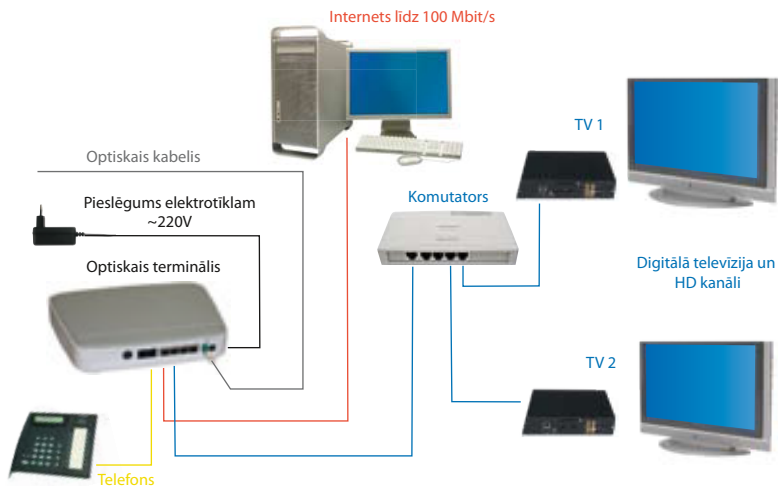 Internets līdz 100 Mbit/s
TV 1
Optiskais kabelis
Pieslēgums elektrotīklam
~220V
Komutators
Optiskais terminālis
Digitālā televīzija un
HD kanāli
TV 2
Telefons